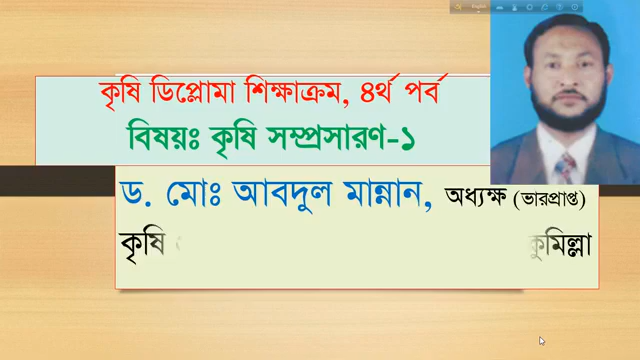 কৃষি ডিপ্লোমা শিক্ষাক্রম, ৪র্থ পর্ব
বিষয়ঃ কৃষি সম্প্রসারণ-১
ড. মোঃ আবদুল মান্নান, অধ্যক্ষ (ভারপ্রাপ্ত)
কৃষি কুমিল্লা